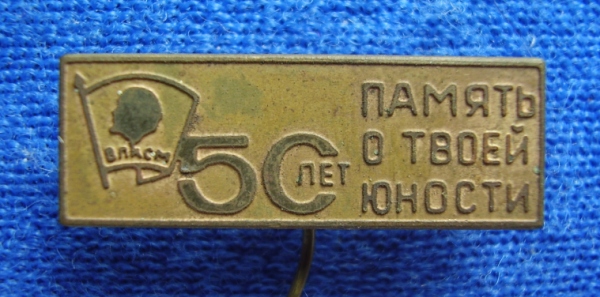 ВЛКСМ
50 ЛЕТ
ПАМЯТЬ
О ТВОЕЙ
ЮНОСТИ